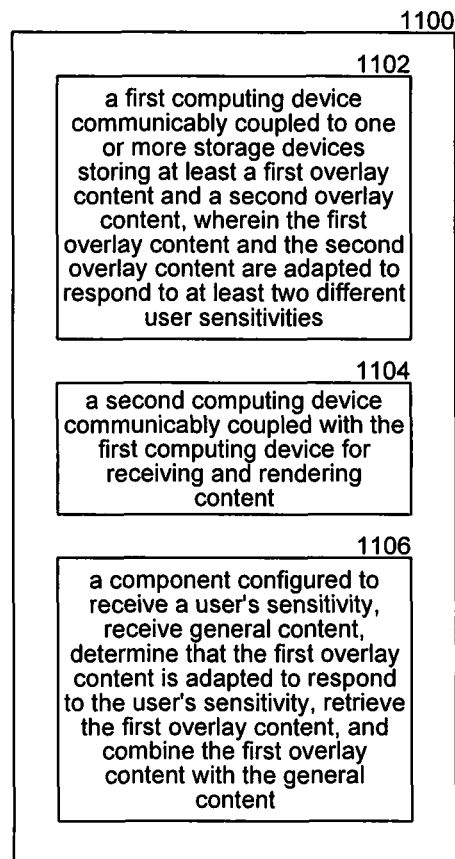 1100
1102
a first computing device
communicably coupled to one
or more storage devices
storing at least a first overlay
content and a second overlay
content, wherein the first
overlay content and the second
overlay content are adapted to
respond to at least two different
user sensitivities
1104
a second computing device
communicably coupled with the
first computing device for
receiving and rendering
content
1106
a component configured to
receive a user's sensitivity,
receive general content,
determine that the first overlay
content is adapted to respond
to the user's sensitivity, retrieve
the first overlay content, and
combine the first overlay
content with the general
content